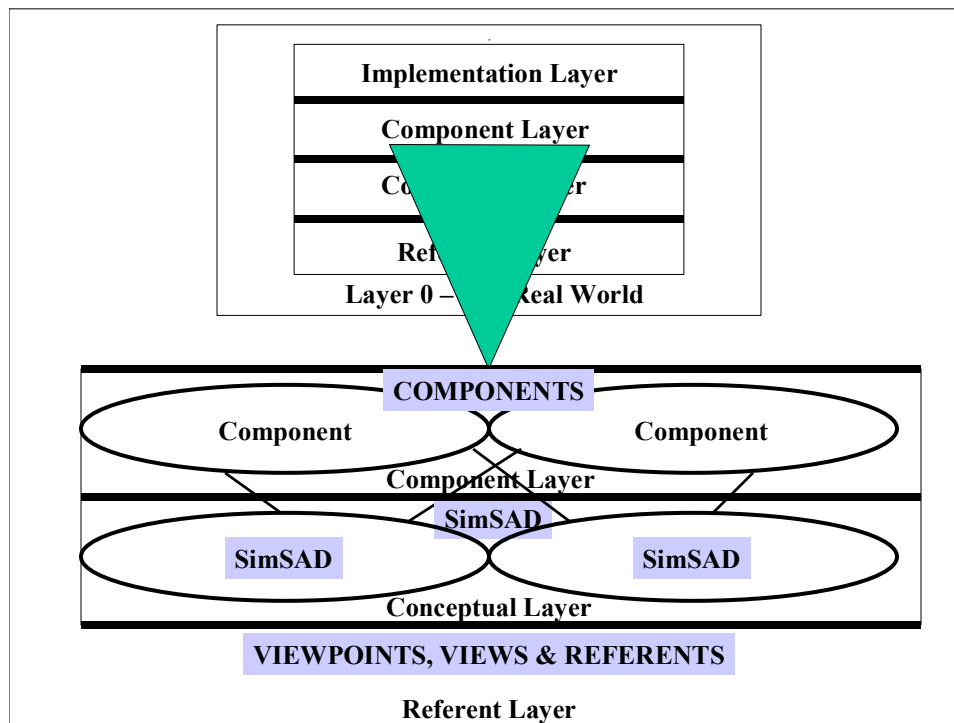 Implementation Layer
Component Layer
Co er
Ref yer
Layer 0 – Real World
COMPONENTS
Component Component
Component Layer
SimSAD
SimSAD SimSAD
Conceptual Layer
VIEWPOINTS, VIEWS & REFERENTS
Referent Layer